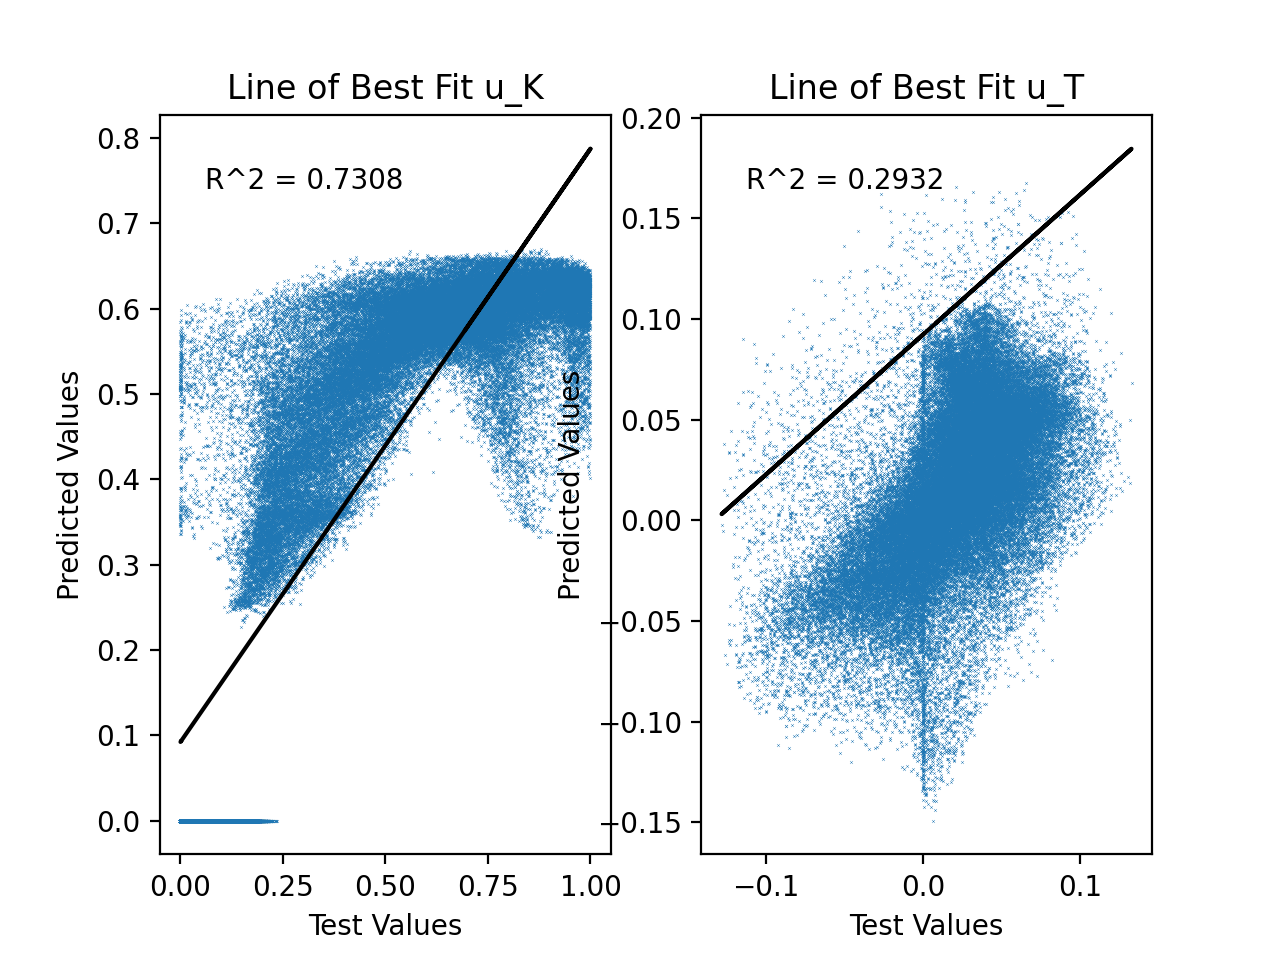 Line of Best Fit u_K
R^2 = 0.7308
0.8
0.7
0.6
0.5
0.4
0.3
0.2
0.1
0.0
Predicted Values
0.00 0.25 0.50 0.75 1.00
Test Values
Line of Best Fit u_T
R^2 = 0.2932
0.20
0.15
0.10
0.05
0.00
−0.05
−0.10
−0.15
Predicted Values
−0.1 0.0 0.1
Test Values